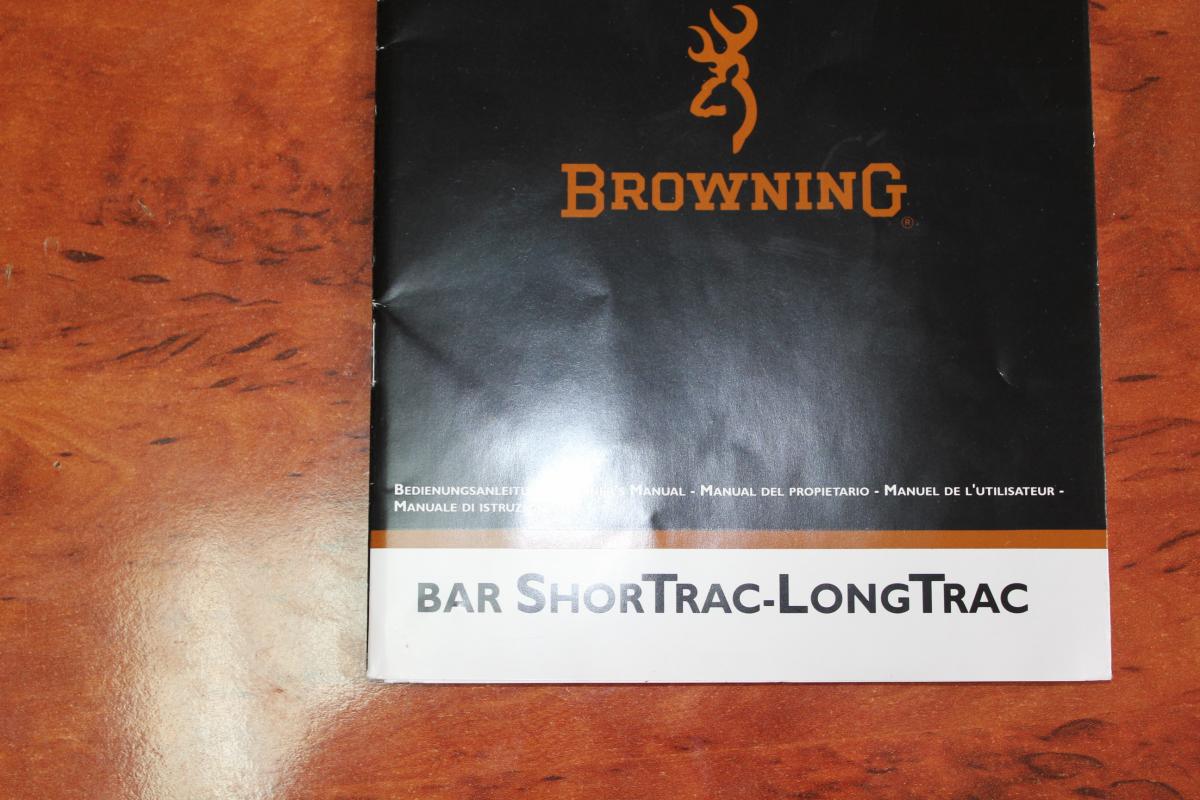 BROWNING
®
MANUAL - MANUAL DEL PROPIETARIO - MANUEL DE L'UTILISATEUR -
MANUALE DI
BAR SHORTRAC-LONGTRAC